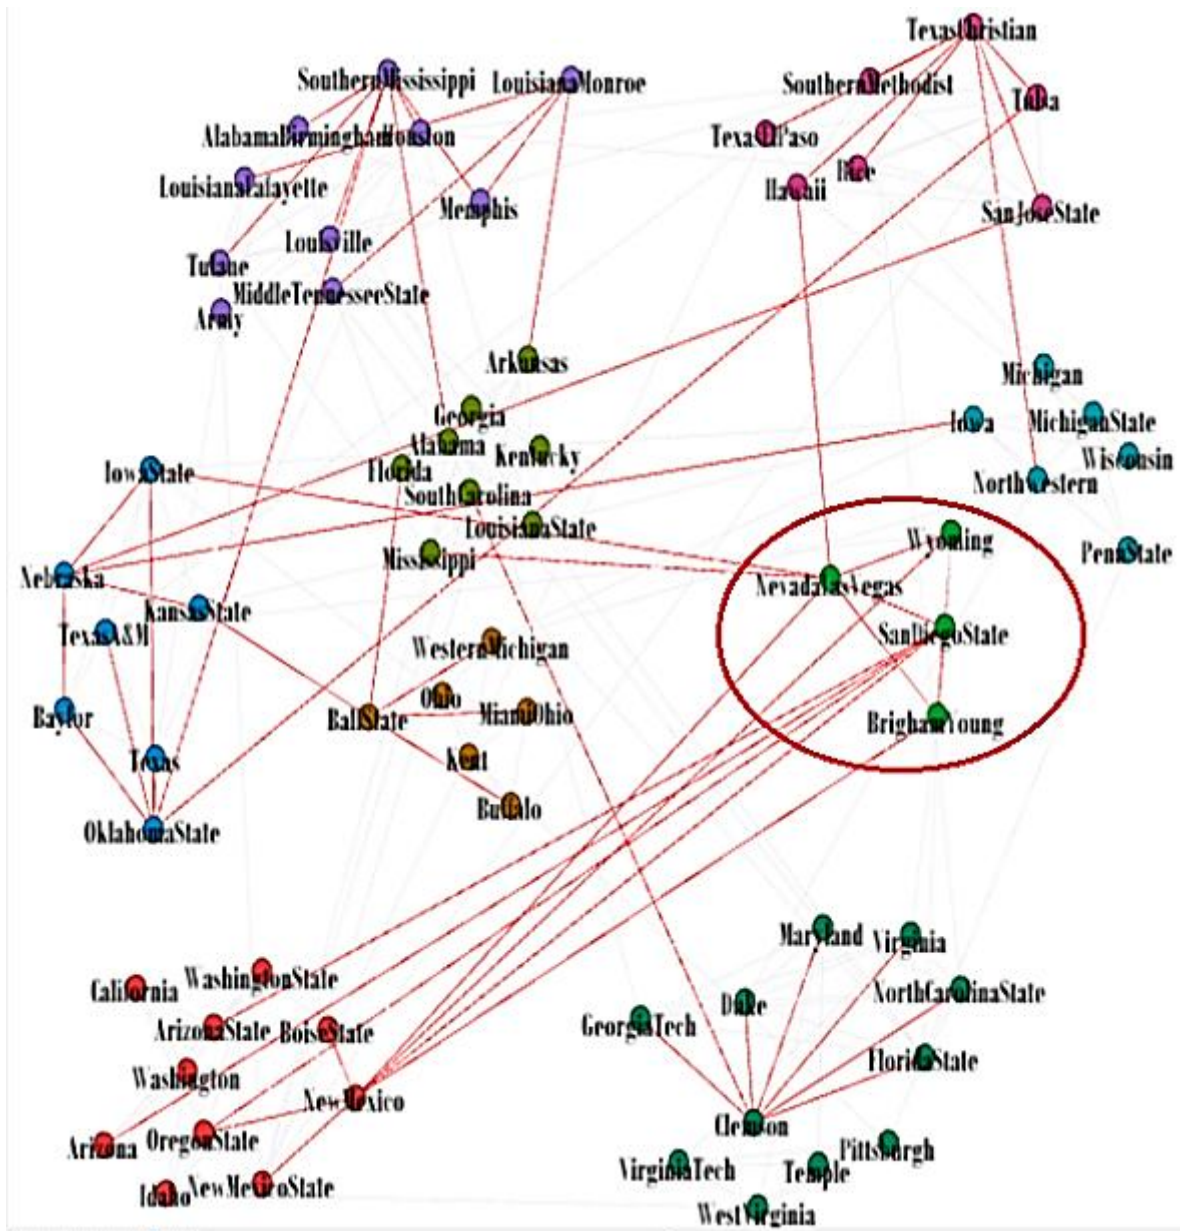 TexasChristian
SouthernMississippi
LouisianaMonroe
SouthernMethodist
Tulsa
AlabamaBirmingham
Houston
TexasElPaso
LouisianaLafayette
Rice
Hawaii
Memphis
SanJoseState
Louisville
Tulane
MiddleTennesseeState
Army
Arkansas
Michigan
Georgia
Iowa
MichiganState
Alabama
Kentucky
Wisconsin
IowaState
Florida
NorthWestern
SouthCarolina
LouisianaState
Wyoming
Mississippi
PennState
Nebraska
NevadaLasVegas
KansasState
TexasA&M
SanDiegoState
WesternMichigan
Ohio
Baylor
BallState
MiamiOhio
BrighamYoung
Texas
Kent
Buffalo
OklahomaState
Maryland
Virginia
WashingtonState
California
NorthCarolinaState
Duke
ArizonaState
BoiseState
GeorgiaTech
FloridaState
Washington
NewMexico
Clemson
Arizona
OregonState
Pittsburgh
VirginiaTech
Temple
Idaho
NewMexicoState
WestVirginia